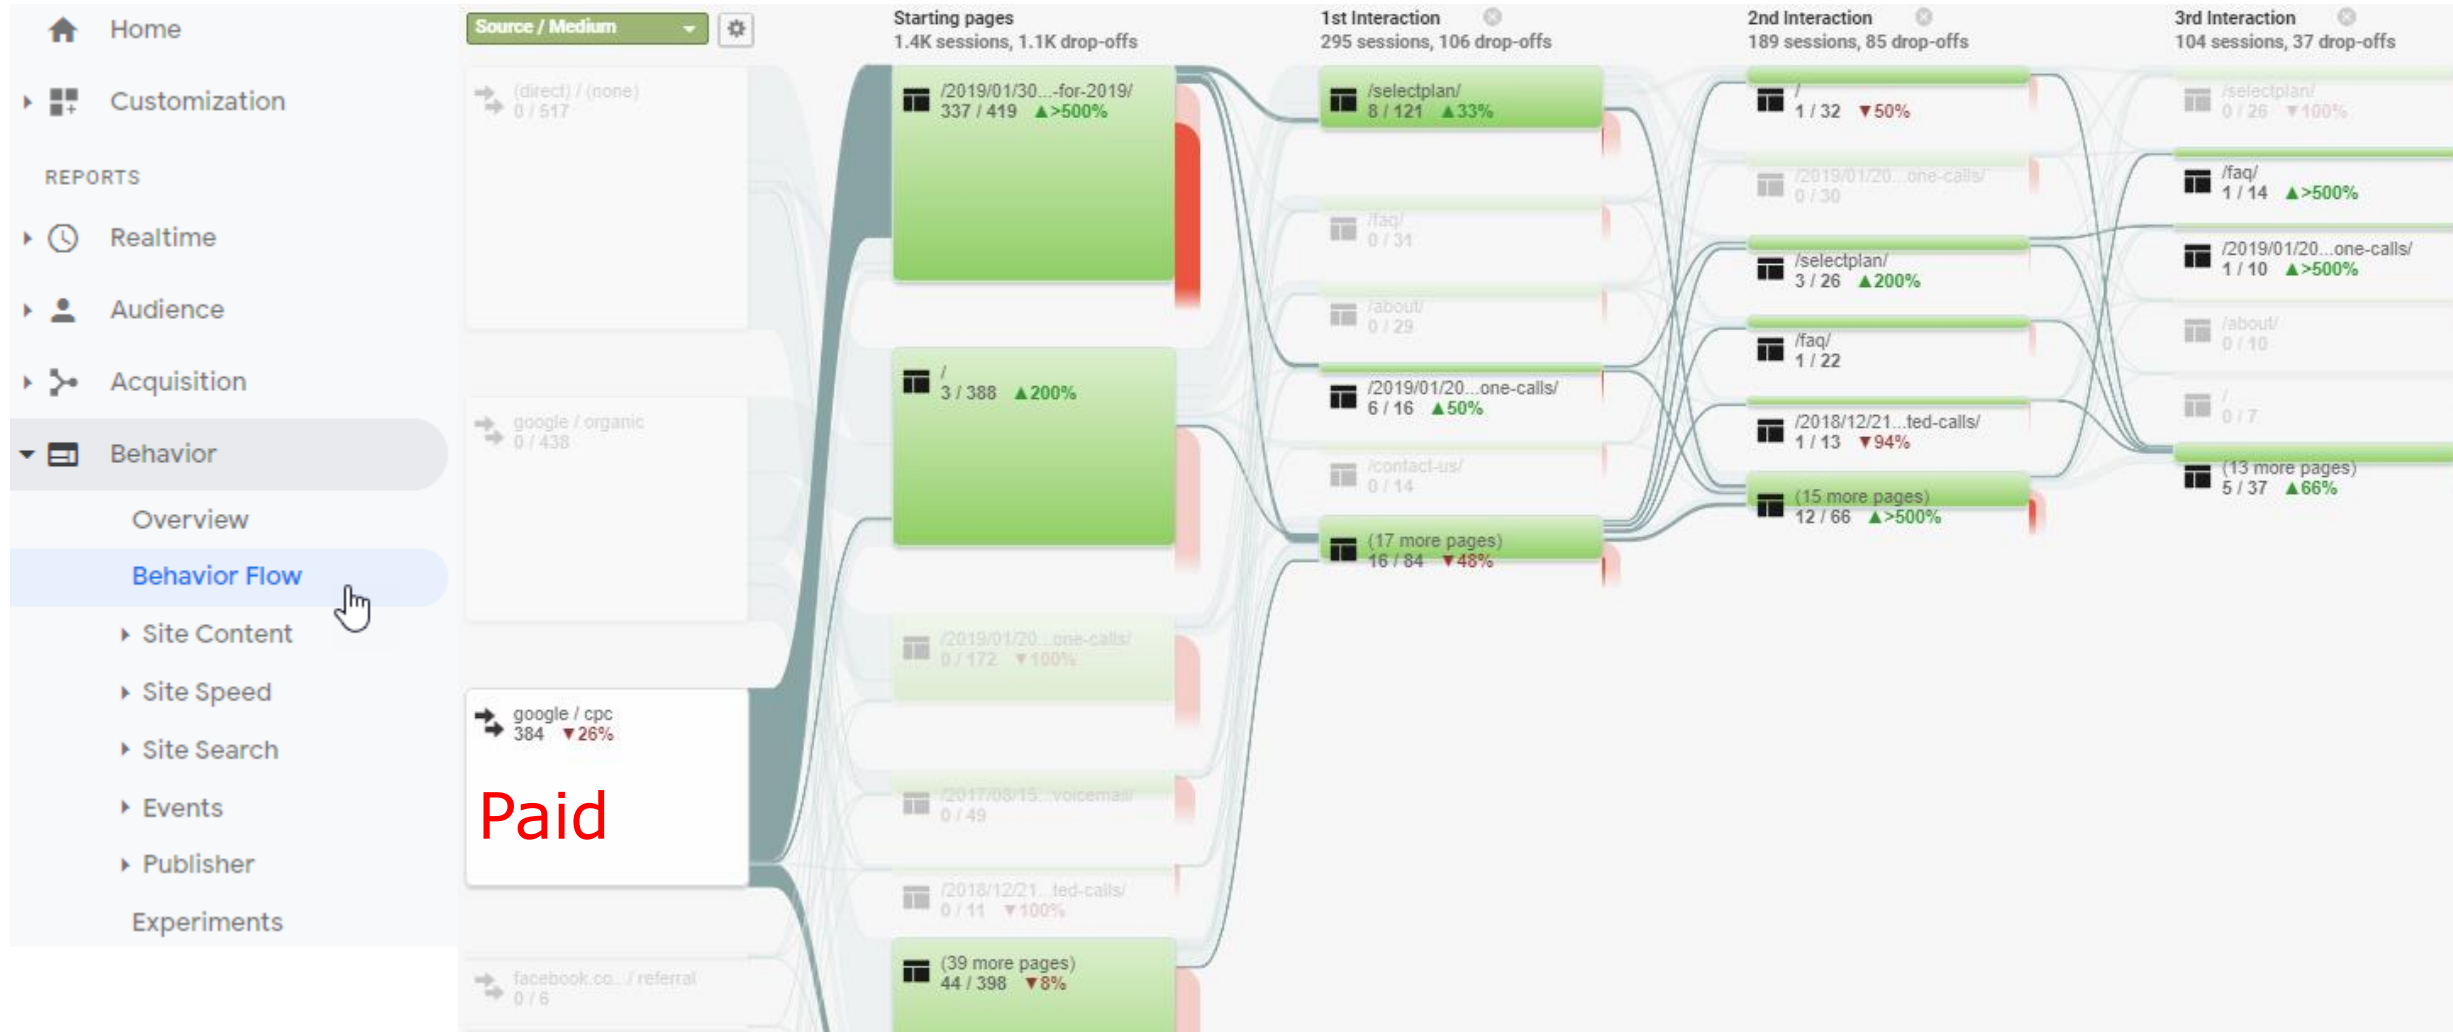 Home
Customization
REPORTS
Realtime
Audience
Acquisition
Behavior
Overview
Behavior Flow
Site Content
Site Speed
Site Search
Events
Publisher
Experiments
Source / Medium
(direct) / (none)
0 / 517
google / organic
0 / 438
google / cpc
384 ▼26%
Paid
facebook.co.../ referral
0 / 6
Starting pages
1.4K sessions, 1.1K drop-offs
/2019/01/30...-for-2019/
337 / 419 ▲>500%
/
3 / 388 ▲200%
/2019/01/20...one-calls/
0 / 172 ▼100%
/2017/08/15...voicemail/
0 / 49
/2018/12/21...ted-calls/
0 / 11 ▼100%
(39 more pages)
44 / 398 ▼8%
1st Interaction
295 sessions, 106 drop-offs
/selectplan/
8 / 121 ▲33%
/faq/
0 / 31
/about/
0 / 29
/2019/01/20...one-calls/
6 / 16 ▲50%
/contact-us/
0 / 14
(17 more pages)
16 / 84 ▼48%
2nd Interaction
189 sessions, 85 drop-offs
/
1 / 32 ▼50%
/2019/01/20...one-calls/
0 / 30
/selectplan/
3 / 26 ▲200%
/faq/
1 / 22
/2018/12/21...ted-calls/
1 / 13 ▼94%
(15 more pages)
12 / 66 ▲>500%
3rd Interaction
104 sessions, 37 drop-offs
/selectplan/
0 / 26 ▼100%
/faq/
1 / 14 ▲>500%
/2019/01/20...one-calls/
1 / 10 ▲>500%
/about/
0 / 10
/
0 / 7
(13 more pages)
5 / 37 ▲66%